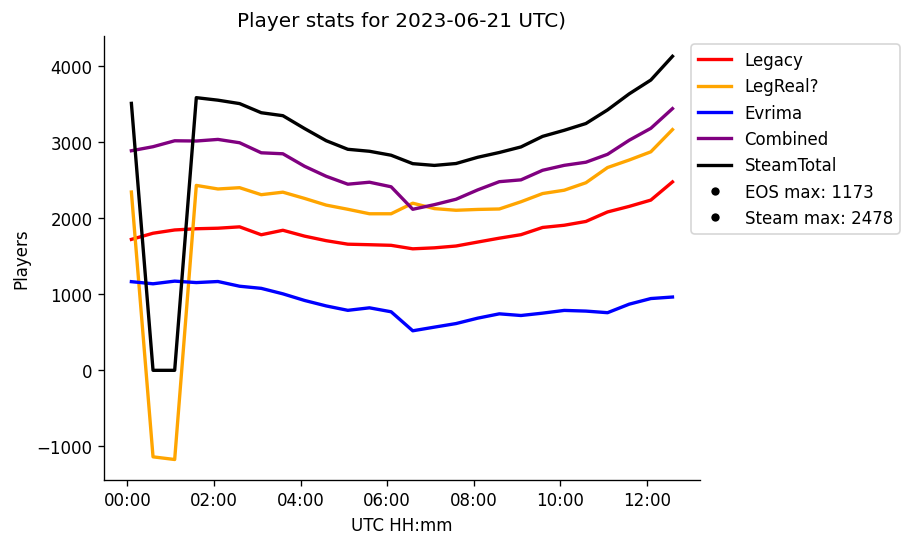 Player stats for 2023-06-21 UTC)
4000
3000
2000
1000
0
−1000
Players
00:00 02:00 04:00 06:00 08:00 10:00 12:00
UTC HH:mm
Legacy
LegReal?
Evrima
Combined
SteamTotal
EOS max: 1173
Steam max: 2478